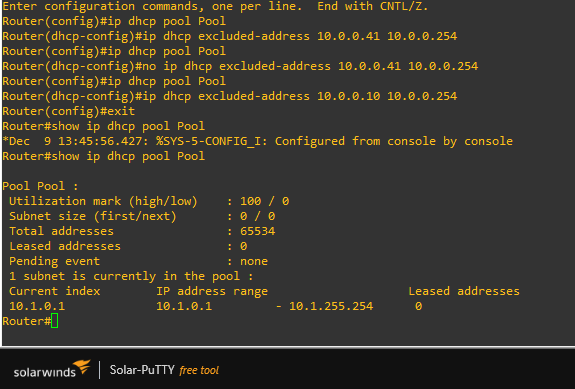 Enter configuration commands, one per line.  End with CNTL/Z.
Router(config)#ip dhcp pool Pool
Router(dhcp-config)#ip dhcp excluded-address 10.0.0.41 10.0.0.254
Router(config)#ip dhcp pool Pool
Router(dhcp-config)#no ip dhcp excluded-address 10.0.0.41 10.0.0.254
Router(config)#ip dhcp pool Pool
Router(dhcp-config)#ip dhcp excluded-address 10.0.0.10 10.0.0.254
Router(config)#exit
Router#show ip dhcp pool Pool
*Dec  9 13:45:56.427: %SYS-5-CONFIG_I: Configured from console by console
Router#show ip dhcp pool Pool
Pool Pool :
Utilization mark (high/low)    : 100 / 0
Subnet size (first/next)       : 0 / 0
Total addresses                : 65534
Leased addresses               : 0
Pending event                  : none
1 subnet is currently in the pool :
Current index        IP address range                    Leased addresses
10.1.0.1             10.1.0.1         - 10.1.255.254      0
Router#
solarwinds | Solar-PuTTY free tool